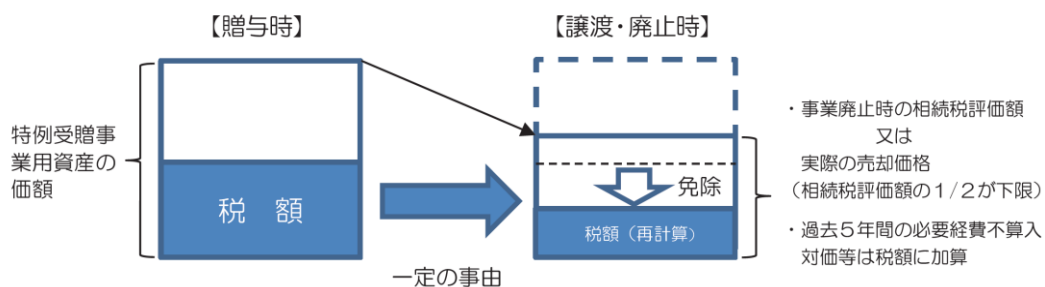 【贈与時】
【譲渡・廃止時】
特例受贈事
業用資産の
価額
税 額
一定の事由
免除
税額（再計算）
・事業廃止時の相続税評価額
又は
実際の売却価格
（相続税評価額の１/２が下限）
・過去５年間の必要経費不算入
対価等は税額に加算